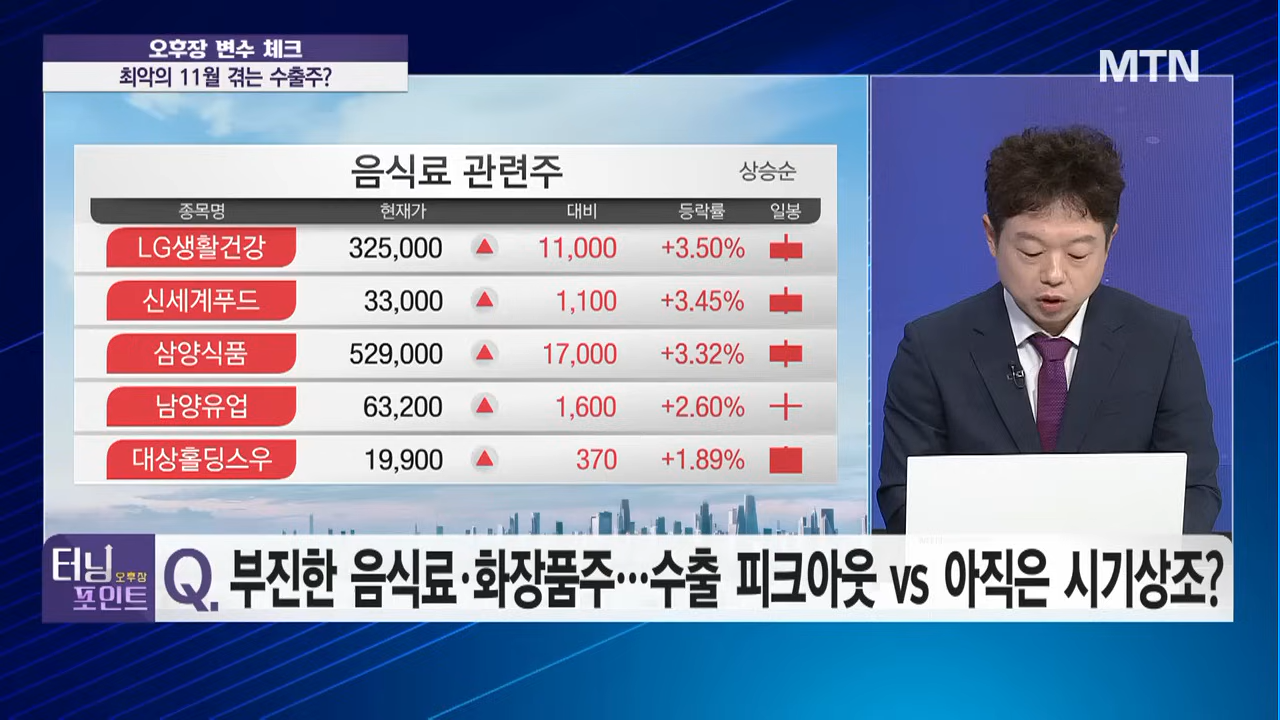 오후장 변수 체크
최악의 11월 겪는 수출주?
MTN
음식료 관련주 상승순
종목명 현재가 대비 등락률 일봉
LG생활건강 325,000 ▲ 11,000 +3.50%
신세계푸드 33,000 ▲ 1,100 +3.45%
삼양식품 529,000 ▲ 17,000 +3.32%
남양유업 63,200 ▲ 1,600 +2.60%
대상홀딩스우 19,900 ▲ 370 +1.89%
터닝 오후장
포인트
Q. 부진한 음식료·화장품주…수출 피크아웃 vs 아직은 시기상조?